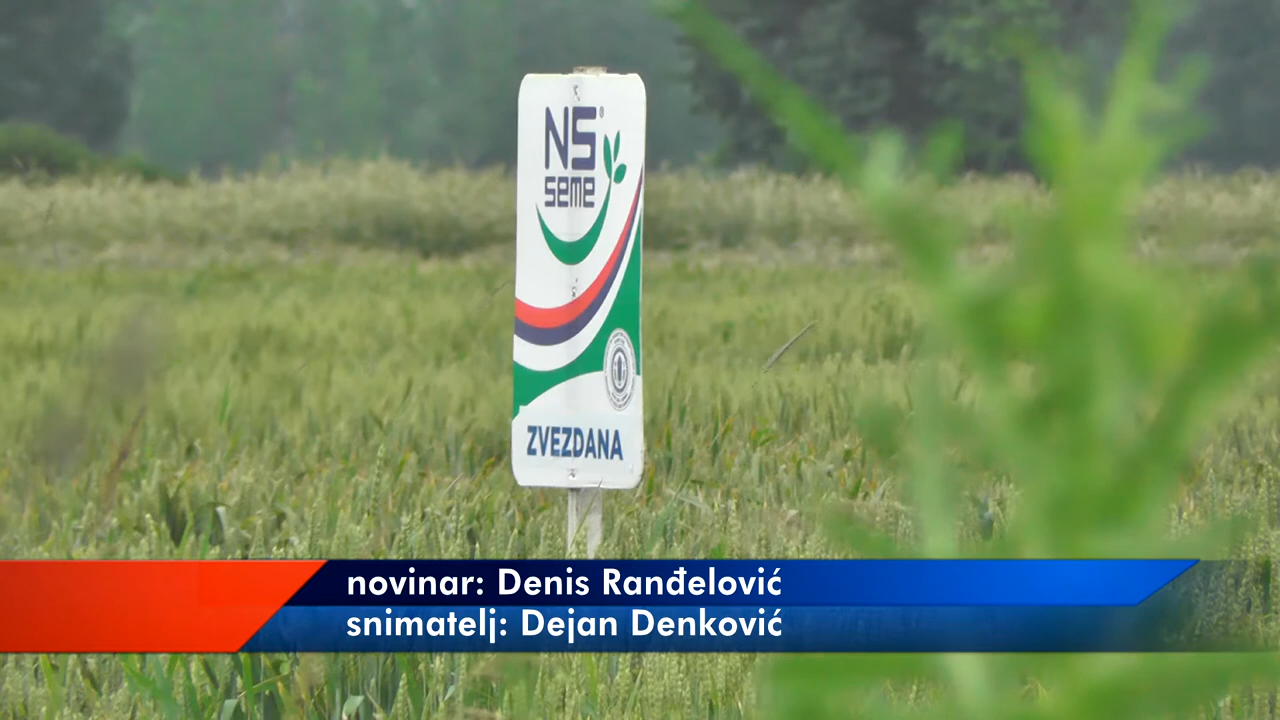 NS®
seme
ZVEZDANA
novinar: Denis Ranđelović
snimatelj: Dejan Denković